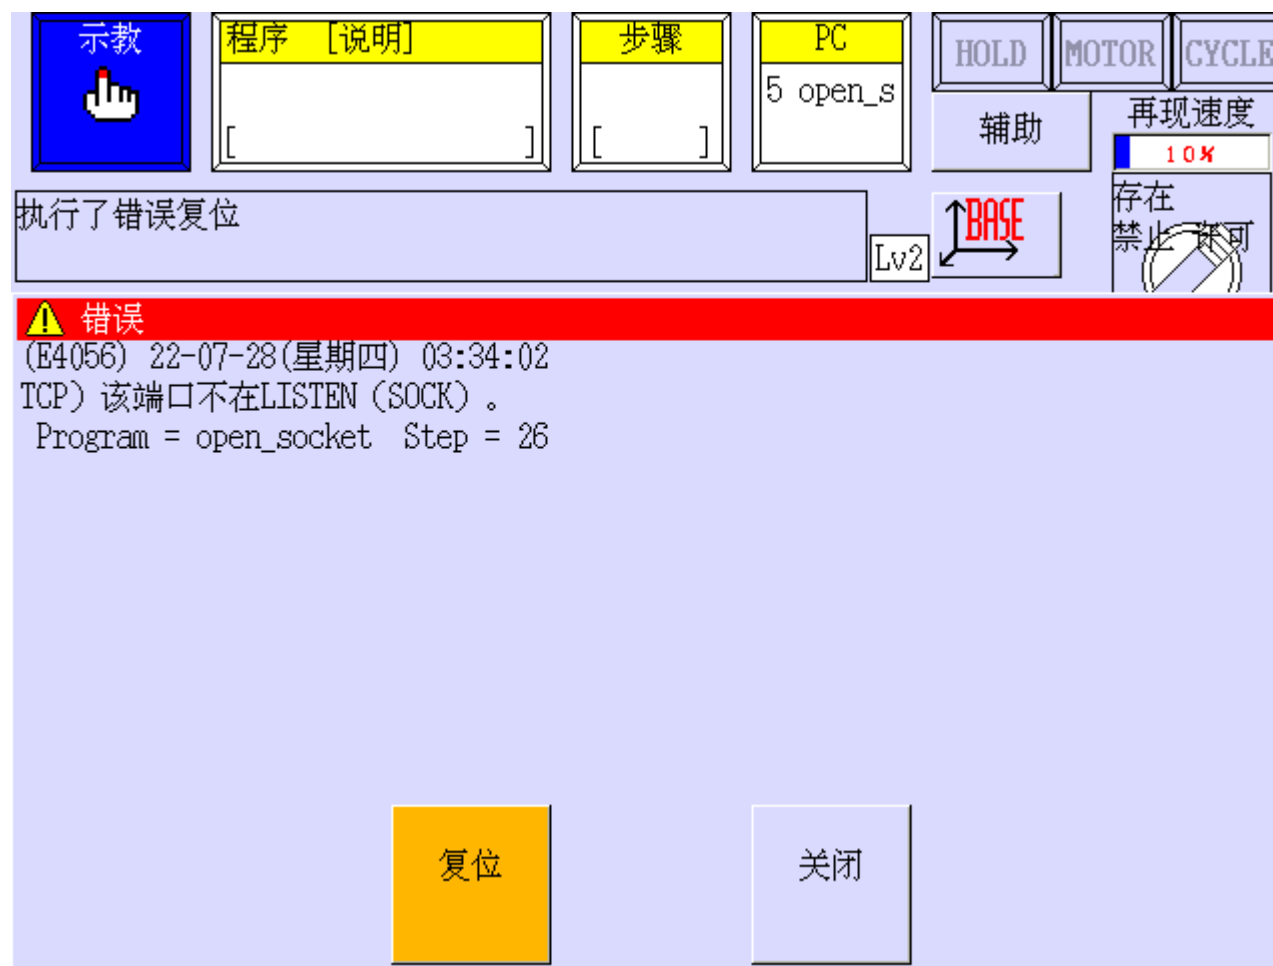 示教
程序 [说明]
[ ]
步骤
[ ]
PC
5 open_s
HOLD
MOTOR
CYCLE
辅助
再现速度
10%
执行了错误复位
Lv2
BASE
存在
禁止 许可
错误
(E4056) 22-07-28(星期四) 03:34:02
TCP) 该端口不在LISTEN (SOCK) 。
Program = open_socket Step = 26
复位
关闭